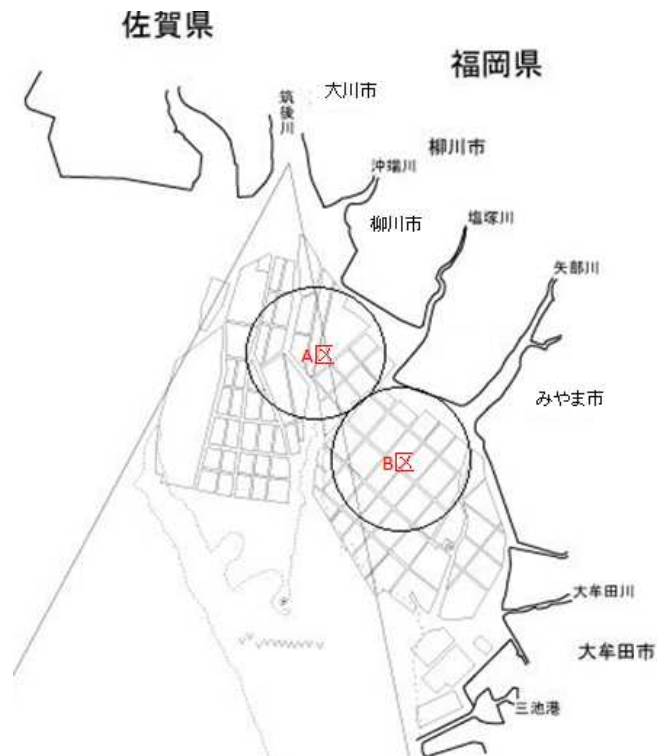 佐賀県
福岡県
大川市
筑後川
柳川市
沖端川
柳川市
塩塚川
矢部川
A区
みやま市
B区
大牟田川
大牟田市
三池港